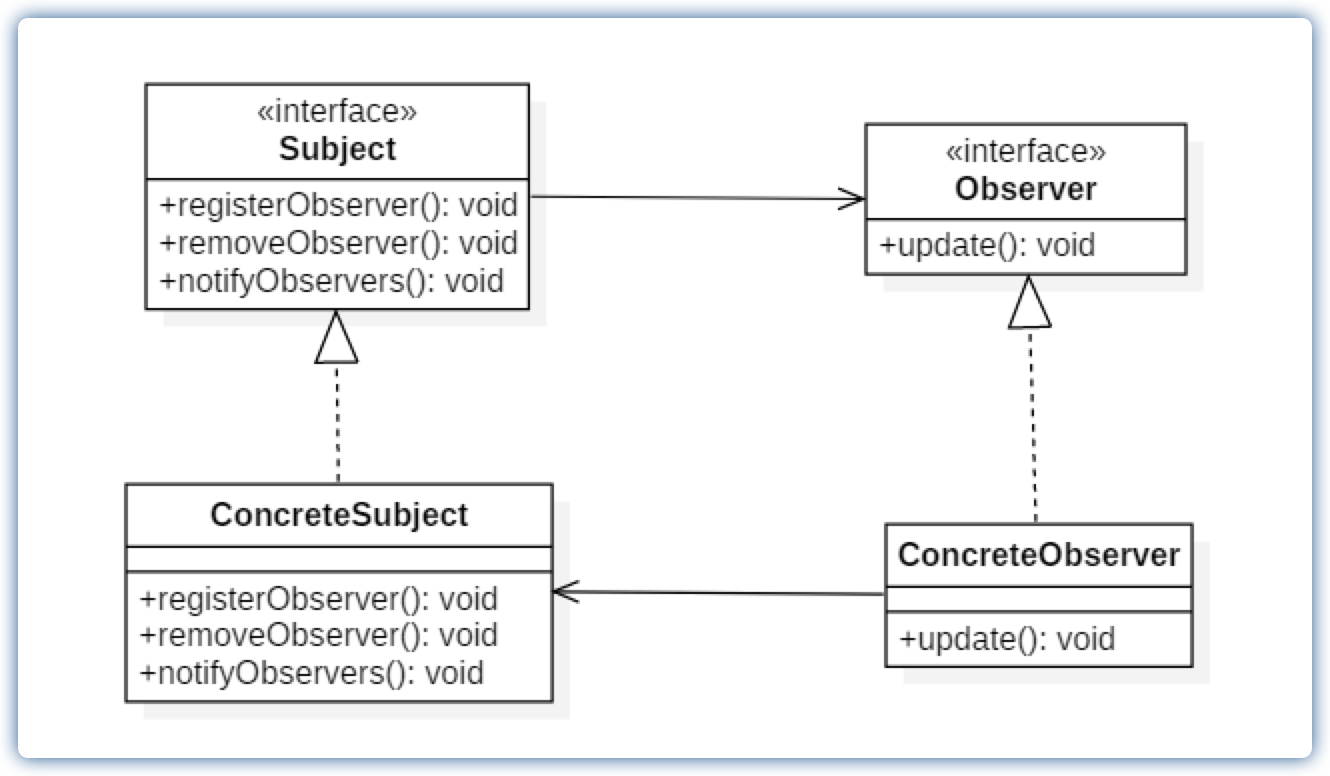 «interface»
Subject
+registerObserver(): void
+removeObserver(): void
+notifyObservers(): void
«interface»
Observer
+update(): void
ConcreteSubject
+registerObserver(): void
+removeObserver(): void
+notifyObservers(): void
ConcreteObserver
+update(): void